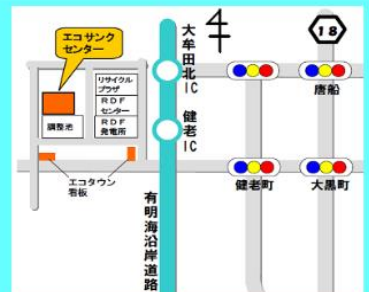 エコサンク
センター
リサイクル
プラザ
RDF
センター
RDF
発電所
調整池
エコタウン
看板
大牟田北IC
健老IC
有明海沿岸道路
18
唐船
健老町
大黒町